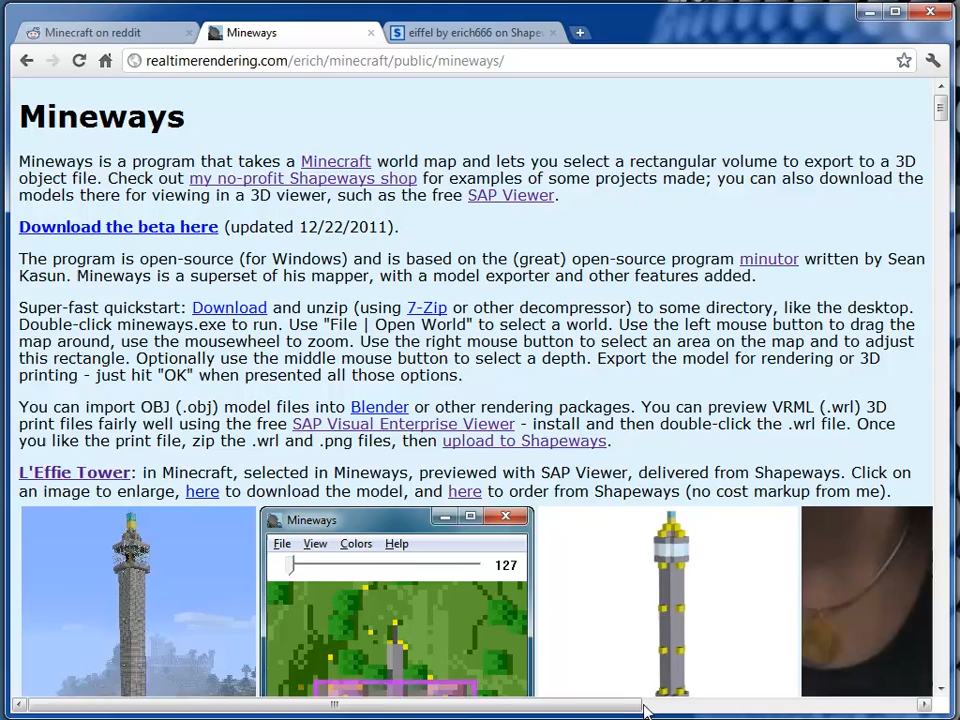 Minecraft on reddit
Mineways
eiffel by erich666 on Shapew
realtimerendering.com/erich/minecraft/public/mineways/
Mineways
Mineways is a program that takes a Minecraft world map and lets you select a rectangular volume to export to a 3D
object file. Check out my no-profit Shapeways shop for examples of some projects made; you can also download the
models there for viewing in a 3D viewer, such as the free SAP Viewer.
Download the beta here (updated 12/22/2011).
The program is open-source (for Windows) and is based on the (great) open-source program minutor written by Sean
Kasun. Mineways is a superset of his mapper, with a model exporter and other features added.
Super-fast quickstart: Download and unzip (using 7-Zip or other decompressor) to some directory, like the desktop.
Double-click mineways.exe to run. Use "File | Open World" to select a world. Use the left mouse button to drag the
map around, use the mousewheel to zoom. Use the right mouse button to select an area on the map and to adjust
this rectangle. Optionally use the middle mouse button to select a depth. Export the model for rendering or 3D
printing - just hit "OK" when presented all those options.
You can import OBJ (.obj) model files into Blender or other rendering packages. You can preview VRML (.wrl) 3D
print files fairly well using the free SAP Visual Enterprise Viewer - install and then double-click the .wrl file. Once
you like the print file, zip the .wrl and .png files, then upload to Shapeways.
L'Effie Tower: in Minecraft, selected in Mineways, previewed with SAP Viewer, delivered from Shapeways. Click on
an image to enlarge, here to download the model, and here to order from Shapeways (no cost markup from me).
Mineways
File View Colors Help
127